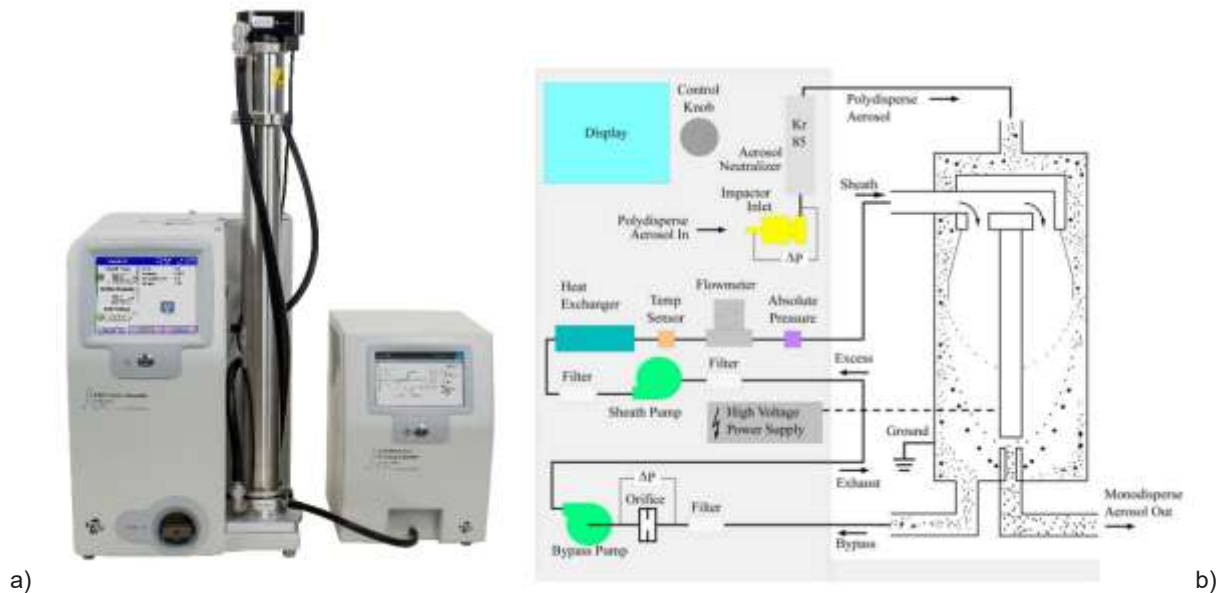 Display
Control
Knob
Kr
85
Aerosol
Neutralizer
Impactor
Inlet
Polydisperse
Aerosol In
ΔP
Polydisperse
Aerosol
Sheath
Heat
Exchanger
Temp
Sensor
Flowmeter
Absolute
Pressure
Filter
Sheath Pump
Filter
Excess
High Voltage
Power Supply
Ground
Exhaust
ΔP
Orifice
Filter
Bypass Pump
Bypass
Monodisperse
Aerosol Out
a)
b)